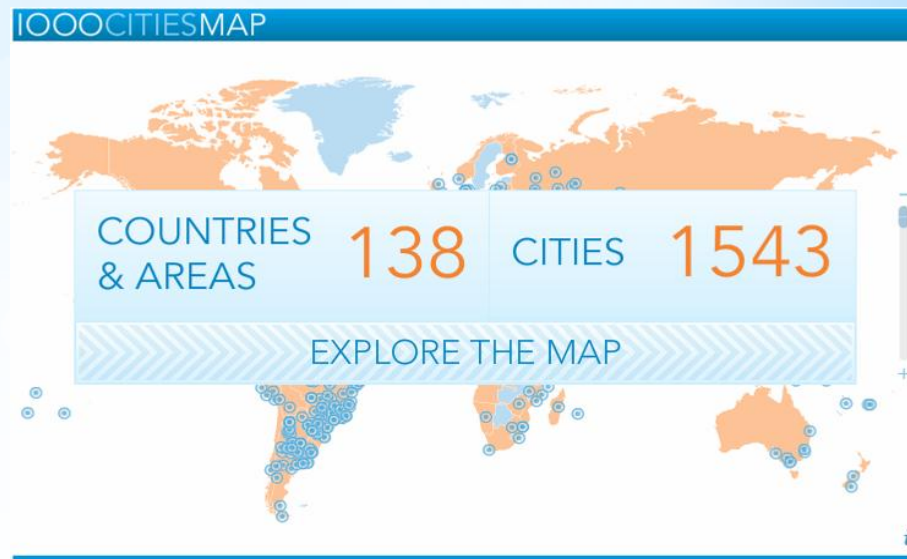 1000CITIESMAP
COUNTRIES
& AREAS
138
CITIES
1543
EXPLORE THE MAP